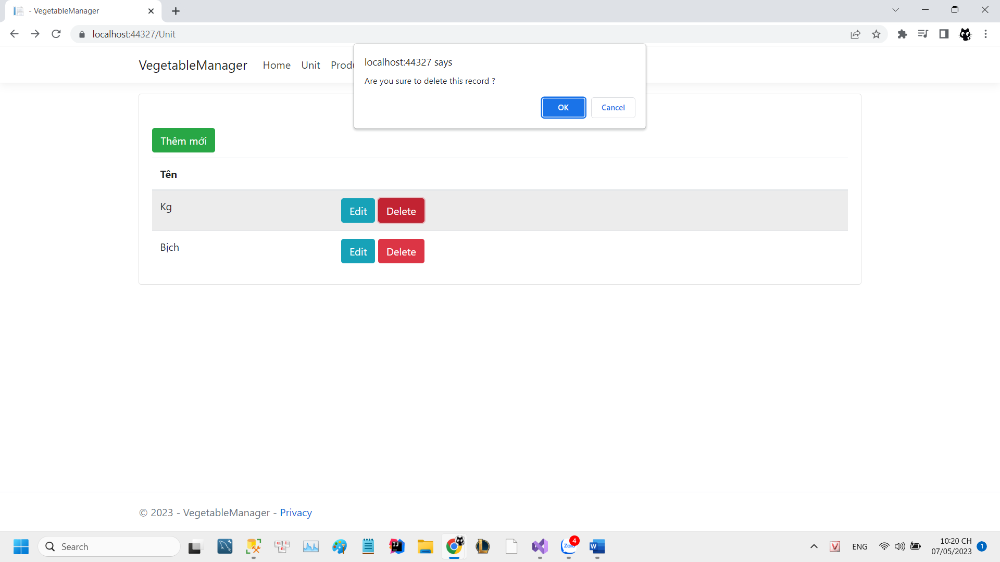 - VegetableManager
localhost:44327/Unit
VegetableManager Home Unit Produ
localhost:44327 says
Are you sure to delete this record ?
OK Cancel
Thêm mới
Tên
Kg Edit Delete
Bịch Edit Delete
© 2023 - VegetableManager - Privacy
Search
IJ
Zalo
4
W
V
ENG
10:20 CH
07/05/2023
1